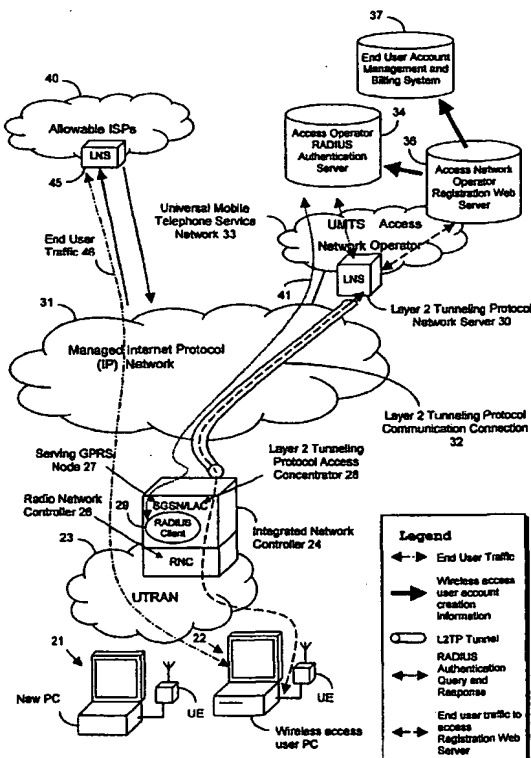 37
End User Account
Management and
Billing System
40
Allowable ISPs
LNS
45
34
Access Operator
RADIUS
Authentication
Server
36
Access Network
Operator
Registration Web
Server
Universal Mobile
Telephone Service
Network 33
UMTS Access
Network Operator
End User
Traffic 46
LNS
41
Layer 2 Tunneling Protocol
Network Server 30
31
Managed Internet Protocol
(IP) Network
Layer 2 Tunneling Protocol
Communication Connection
32
Serving GPRS
Node 27
Layer 2 Tunneling
Protocol Access
Concentrator 28
Radio Network
Controller 26
29
SGSN/LAC
RADIUS
Client
RNC
Integrated Network
Controller 24
23
UTRAN
21
22
New PC
UE
UE
Wireless access
user PC
Legend
End User Traffic
Wireless access
user account
creation
information
L2TP Tunnel
RADIUS
Authentication
Query and
Response
End user traffic to
access
Registration Web
Server